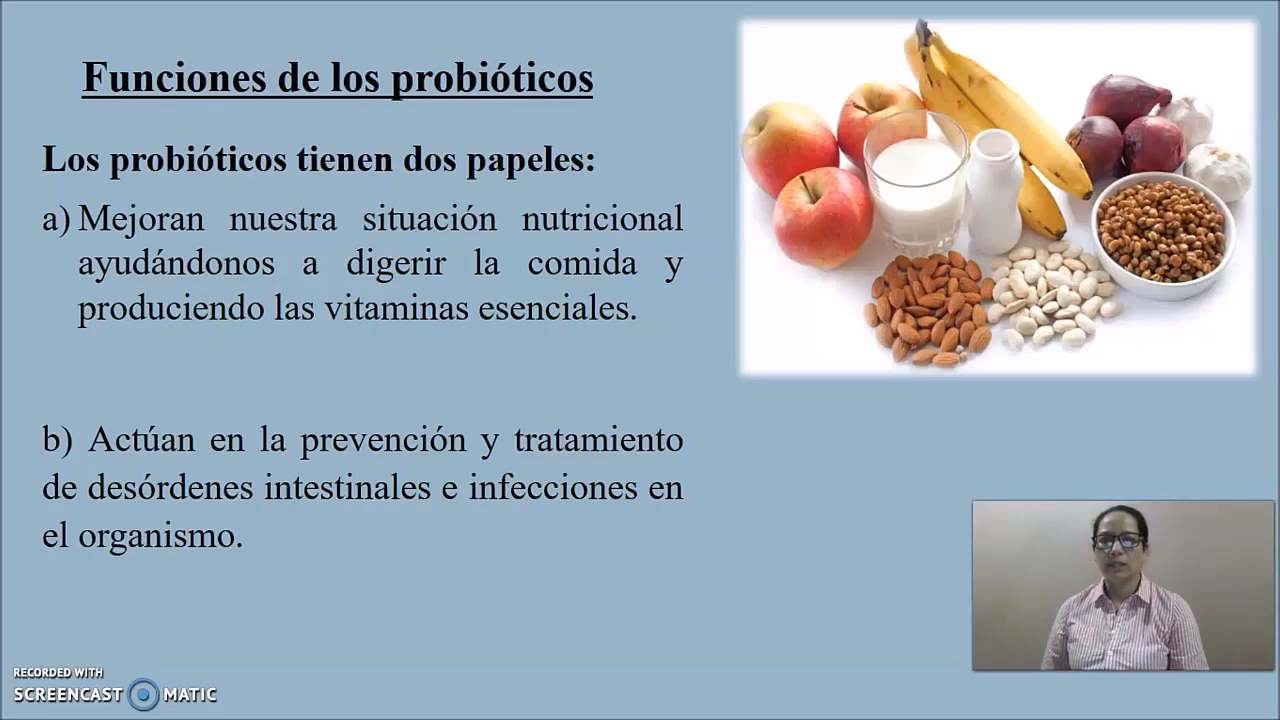 Funciones de los probióticos
Los probióticos tienen dos papeles:
a) Mejoran nuestra situación nutricional
ayudándonos a digerir la comida y
produciendo las vitaminas esenciales.
b) Actúan en la prevención y tratamiento
de desórdenes intestinales e infecciones en
el organismo.
RECORDED WITH
SCREENCAST MATIC